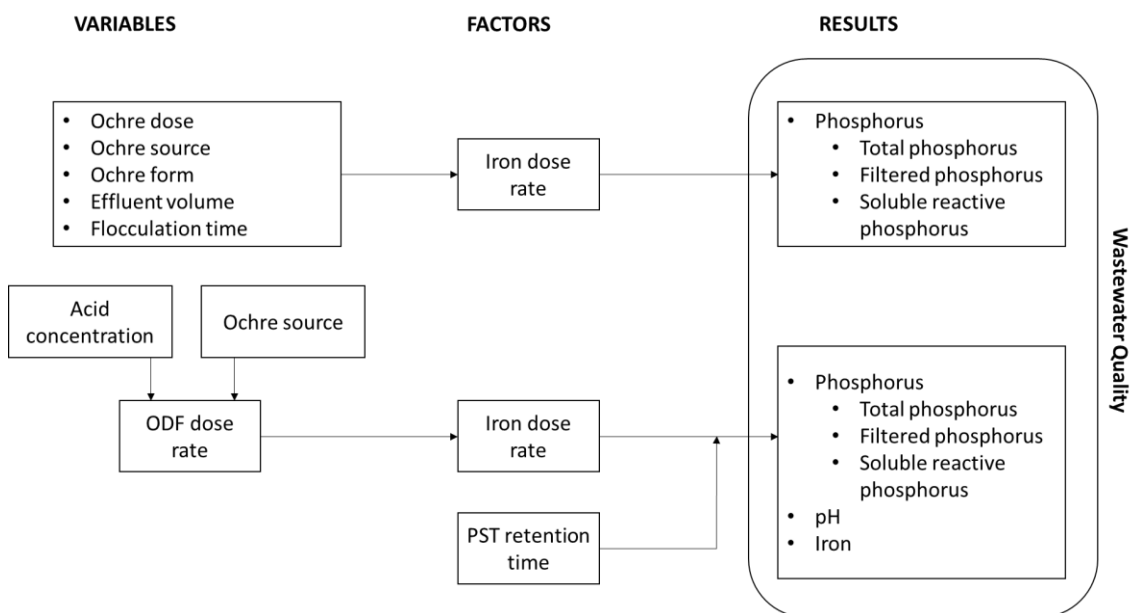 VARIABLES
FACTORS
RESULTS
• Ochre dose
• Ochre source
• Ochre form
• Effluent volume
• Flocculation time
Iron dose
rate
• Phosphorus
• Total phosphorus
• Filtered phosphorus
• Soluble reactive
phosphorus
Acid
concentration
Ochre source
ODF dose
rate
Iron dose
rate
PST retention
time
• Phosphorus
• Total phosphorus
• Filtered phosphorus
• Soluble reactive
phosphorus
• pH
• Iron
Wastewater Quality